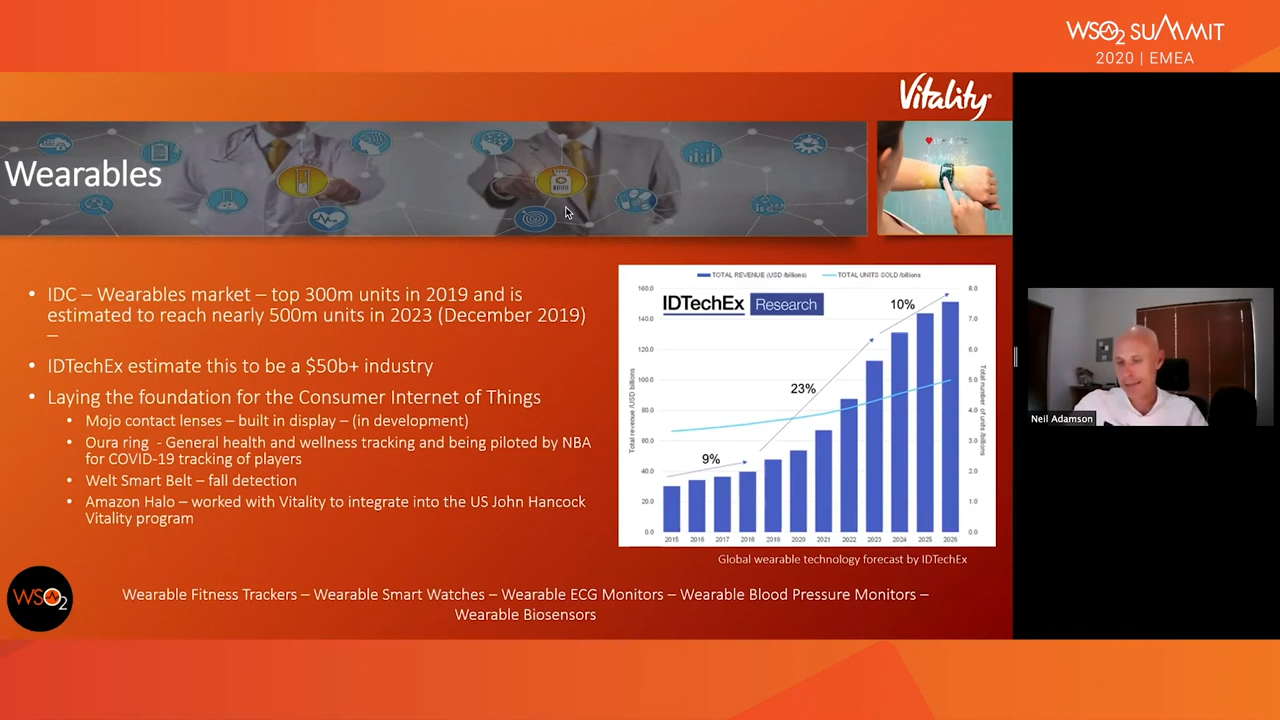 WSO2 SUMMIT
2020 | EMEA
Vitality
Wearables
• IDC – Wearables market – top 300m units in 2019 and is
estimated to reach nearly 500m units in 2023 (December 2019)
–
• IDTechEx estimate this to be a $50b+ industry
• Laying the foundation for the Consumer Internet of Things
• Mojo contact lenses – built in display – (in development)
• Oura ring - General health and wellness tracking and being piloted by NBA
for COVID-19 tracking of players
• Welt Smart Belt – fall detection
• Amazon Halo – worked with Vitality to integrate into the US John Hancock
Vitality program
TOTAL REVENUE (USD /billions) TOTAL UNITS SOLD /billions
IDTechEx Research
160.0
140.0
120.0
100.0
80.0
60.0
40.0
20.0
0.0
Total revenue /USD billions
9%
23%
10%
8.0
7.0
6.0
5.0
4.0
3.0
2.0
1.0
0.0
Total number of units /billions
2015 2016 2017 2018 2019 2020 2021 2022 2023 2024 2025 2026
Global wearable technology forecast by IDTechEx
Neil Adamson
WSO2
Wearable Fitness Trackers – Wearable Smart Watches – Wearable ECG Monitors – Wearable Blood Pressure Monitors –
Wearable Biosensors